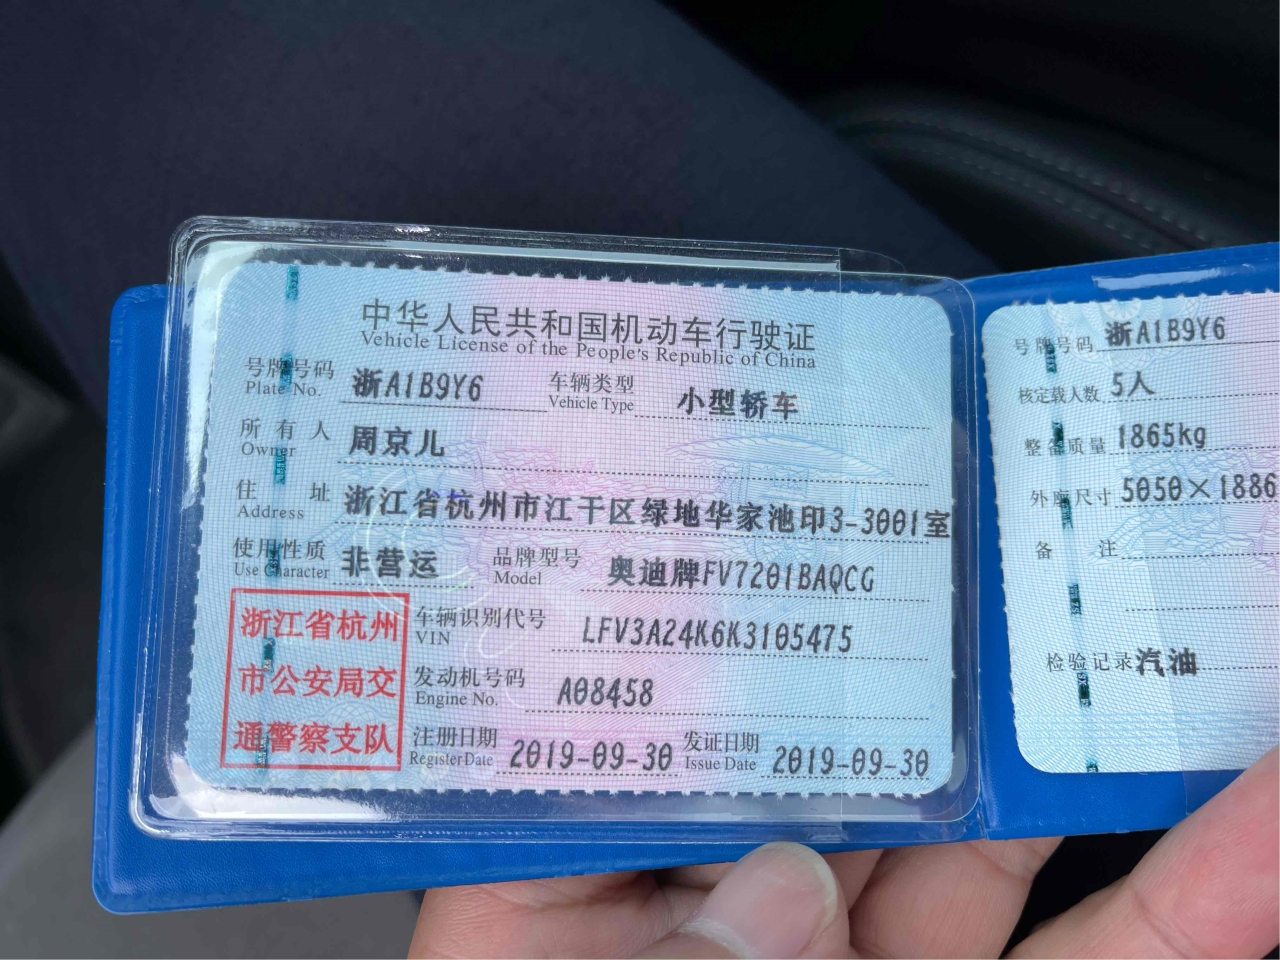 中华人民共和国机动车行驶证
Vehicle License of the People's Republic of China
号牌号码 浙A1B9Y6 车辆类型 小型轿车
Plate No. Vehicle Type
所有人 周京儿
Owner
住址 浙江省杭州市江干区绿地华家池印3-3001室
Address
使用性质 非营运 品牌型号 奥迪牌FV7201BAQCG
Use Character Model
浙江省杭州
市公安局交
通警察支队
车辆识别代号 LFV3A24K6K3105475
VIN
发动机号码 A08458
Engine No.
注册日期 2019-09-30 发证日期 2019-09-30
Register Date Issue Date
号牌号码 浙A1B9Y6
核定载人数 5人
整备质量 1865kg
外廓尺寸 5050×1886
备注
检验记录 汽油